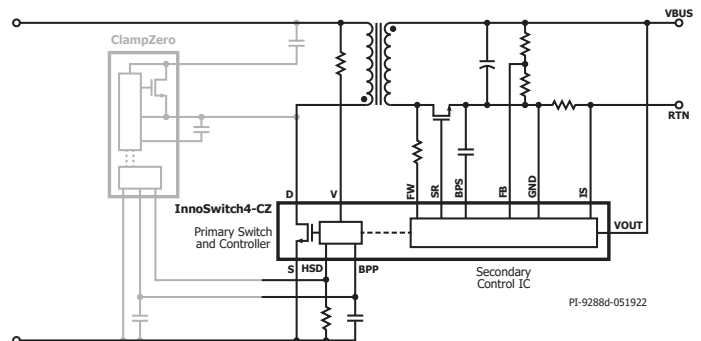 VBUS
ClampZero
RTN
FW
SR
BPS
FB
GND
IS
D
V
InnoSwitch4-CZ
Primary Switch
and Controller
VOUT
S
HSD
BPP
Secondary
Control IC
PI-9288d-051922